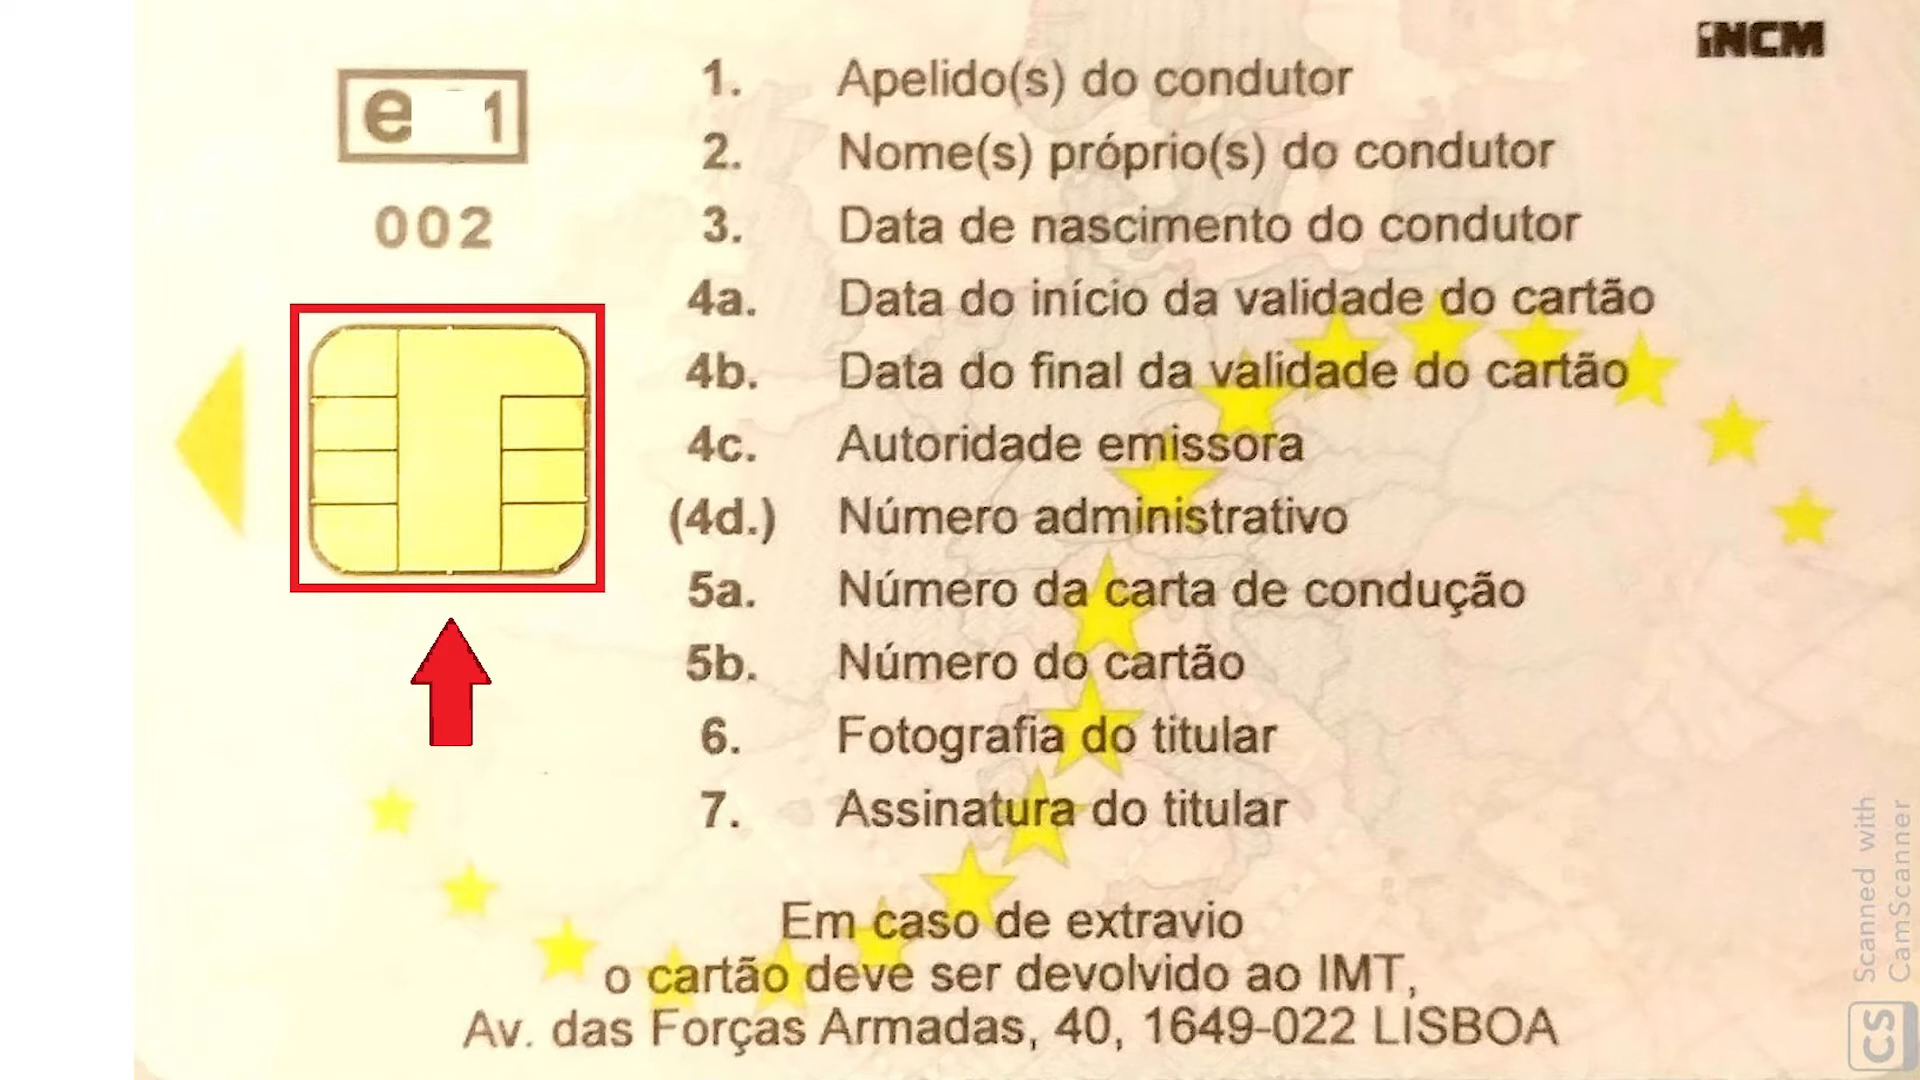 iNCM
e 1
002
1. Apelido(s) do condutor
2. Nome(s) próprio(s) do condutor
3. Data de nascimento do condutor
4a. Data do início da validade do cartão
4b. Data do final da validade do cartão
4c. Autoridade emissora
(4d.) Número administrativo
5a. Número da carta de condução
5b. Número do cartão
6. Fotografia do titular
7. Assinatura do titular
Em caso de extravio
o cartão deve ser devolvido ao IMT,
Av. das Forças Armadas, 40, 1649-022 LISBOA
CS
Scanned with
CamScanner